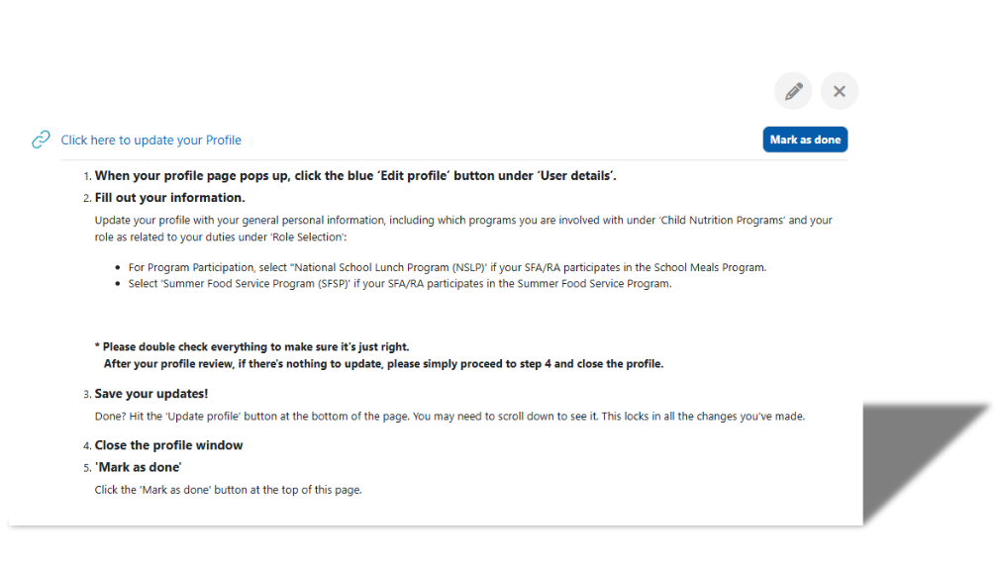 Click here to update your Profile
Mark as done
1. When your profile page pops up, click the blue ‘Edit profile’ button under ‘User details’.
2. Fill out your information.
Update your profile with your general personal information, including which programs you are involved with under ‘Child Nutrition Programs’ and your
role as related to your duties under ‘Role Selection’:
• For Program Participation, select "National School Lunch Program (NSLP)' if your SFA/RA participates in the School Meals Program.
• Select ‘Summer Food Service Program (SFSP)’ if your SFA/RA participates in the Summer Food Service Program.
* Please double check everything to make sure it's just right.
After your profile review, if there's nothing to update, please simply proceed to step 4 and close the profile.
3. Save your updates!
Done? Hit the ‘Update profile’ button at the bottom of the page. You may need to scroll down to see it. This locks in all the changes you've made.
4. Close the profile window
5. 'Mark as done'
Click the 'Mark as done' button at the top of this page.